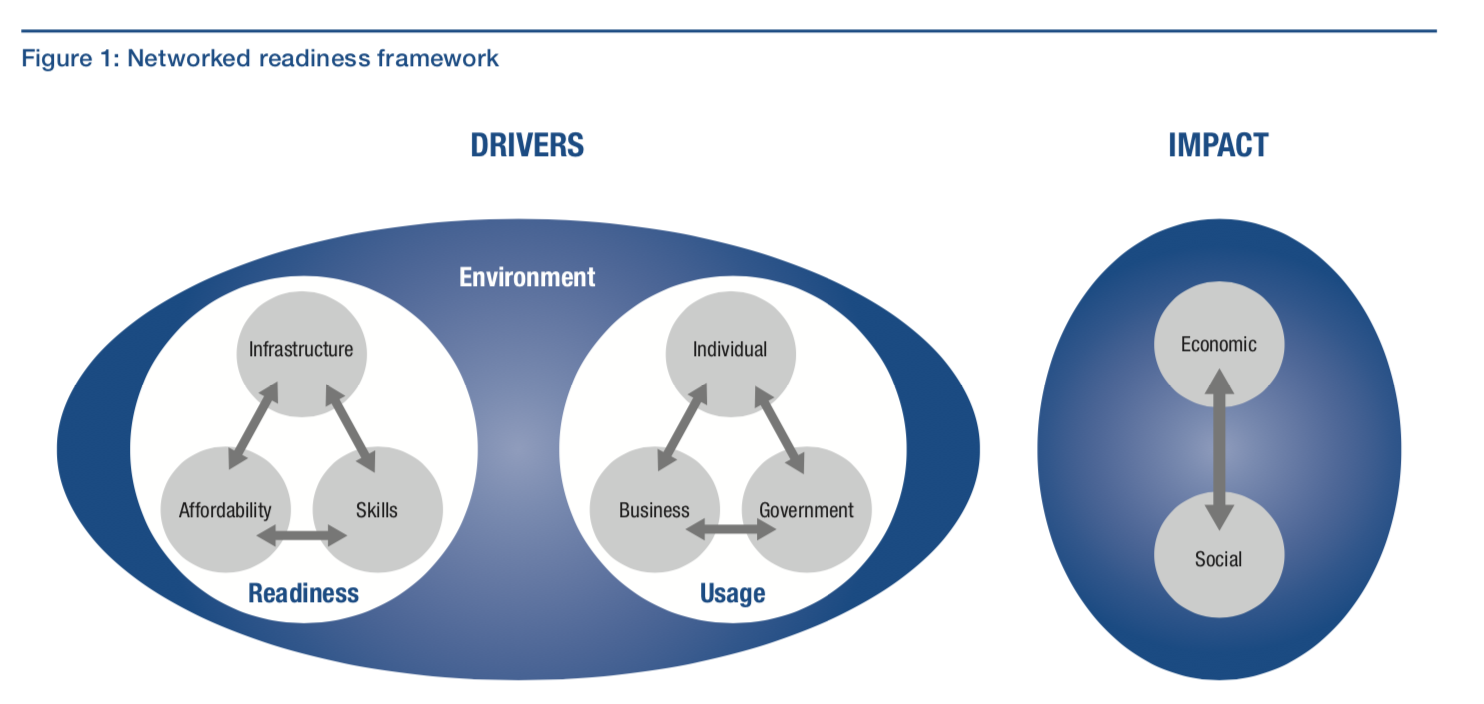 Figure 1: Networked readiness framework
DRIVERS
IMPACT
Environment
Infrastructure
Affordability
Skills
Readiness
Individual
Business
Government
Usage
Economic
Social